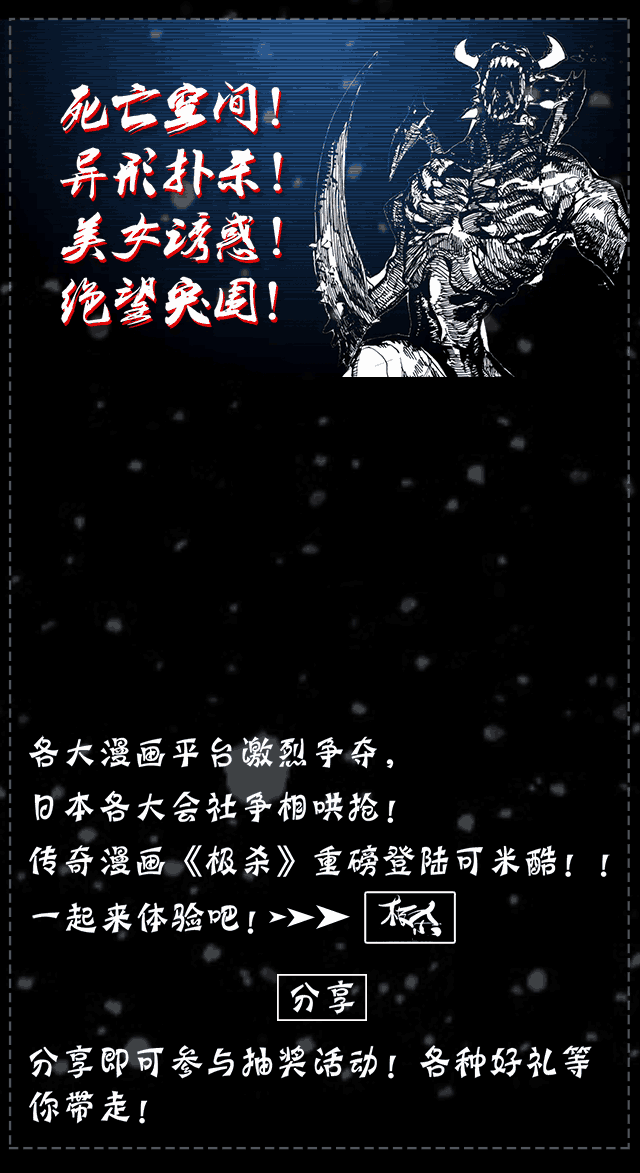 死亡空间！
异形扑杀！
美女诱惑！
绝望突围！
各大漫画平台激烈争夺，
日本各大会社争相哄抢！
传奇漫画《极杀》重磅登陆可米酷！！
一起来体验吧！➤➤➤ 极杀
分享
分享即可参与抽奖活动！各种好礼等
你带走！